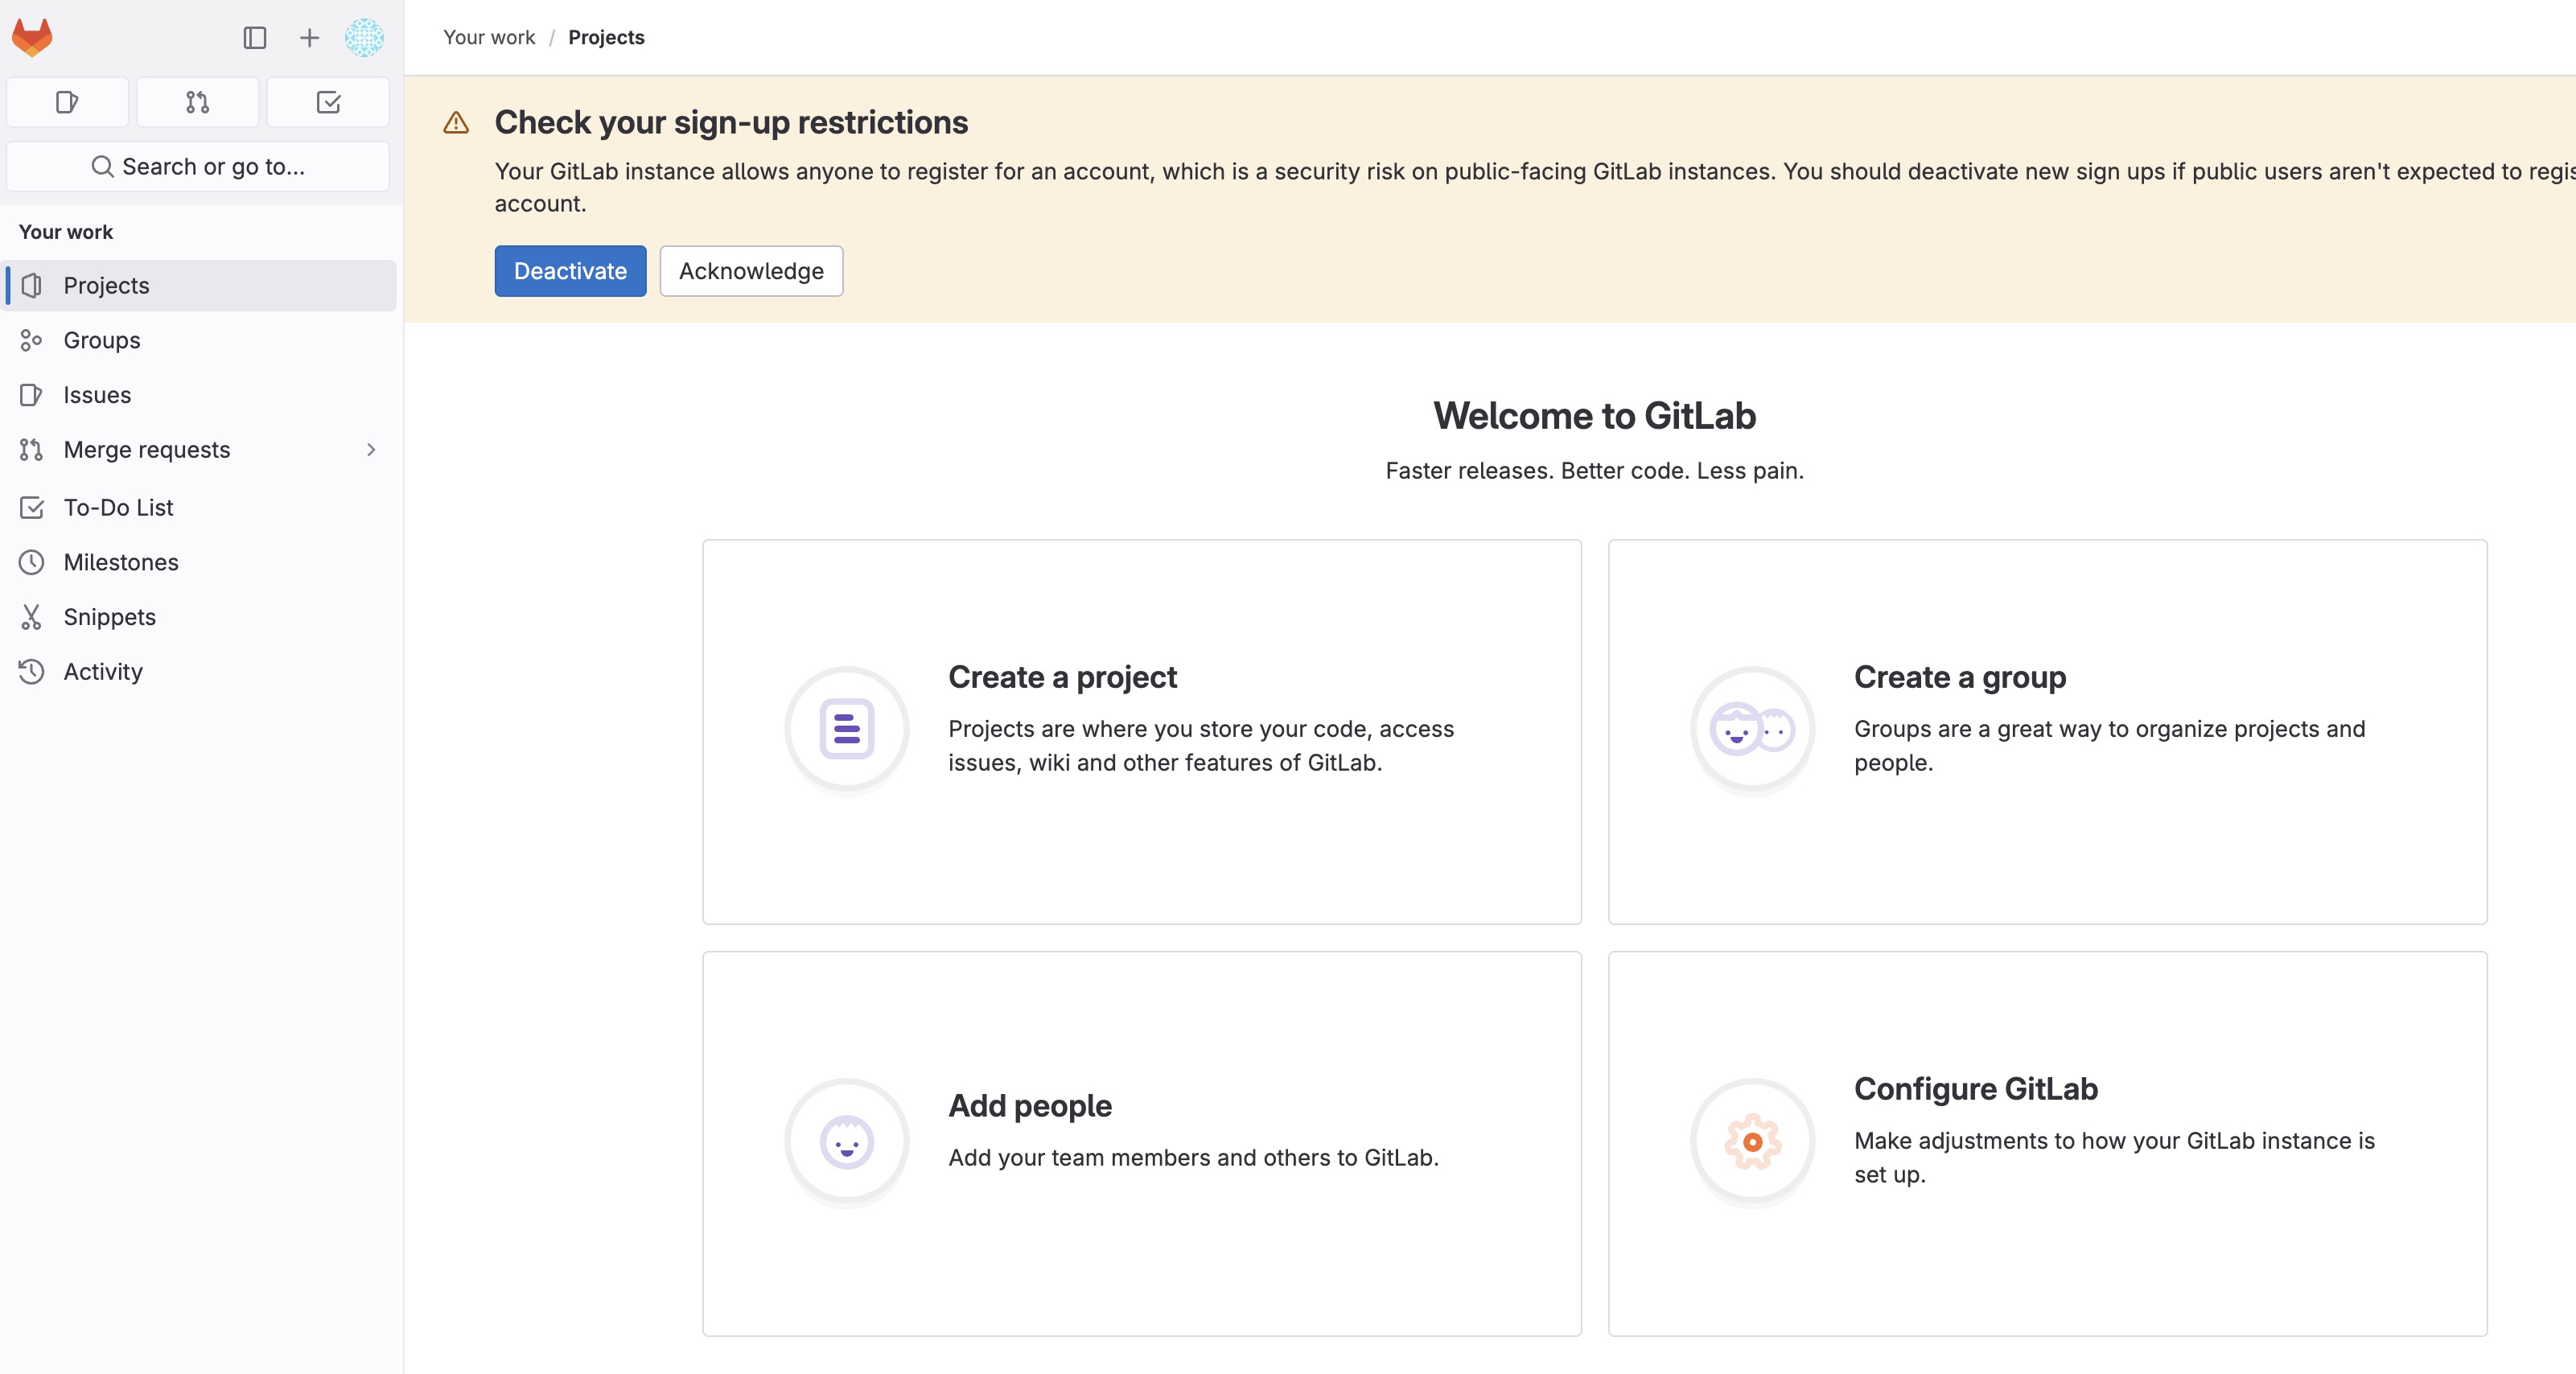 Your work / Projects
Search or go to...
Your work
Projects
Groups
Issues
Merge requests
To-Do List
Milestones
Snippets
Activity
Check your sign-up restrictions
Your GitLab instance allows anyone to register for an account, which is a security risk on public-facing GitLab instances. You should deactivate new sign ups if public users aren't expected to regis
account.
Deactivate Acknowledge
Welcome to GitLab
Faster releases. Better code. Less pain.
Create a project
Projects are where you store your code, access
issues, wiki and other features of GitLab.
Create a group
Groups are a great way to organize projects and
people.
Add people
Add your team members and others to GitLab.
Configure GitLab
Make adjustments to how your GitLab instance is
set up.